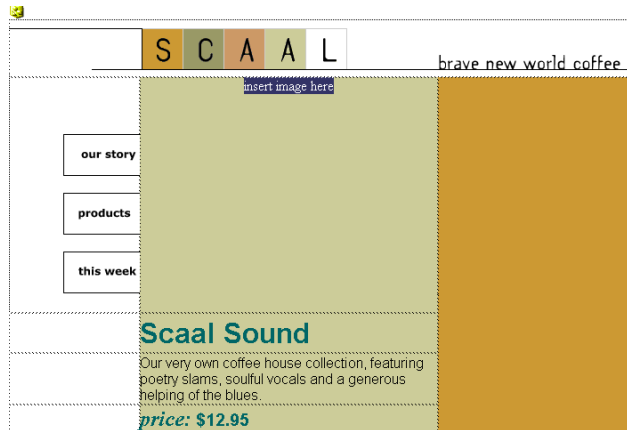 SCAAL
brave new world coffee
insert image here
our story
products
this week
Scaal Sound
Our very own coffee house collection, featuring
poetry slams, soulful vocals and a generous
helping of the blues.
price: $12.95